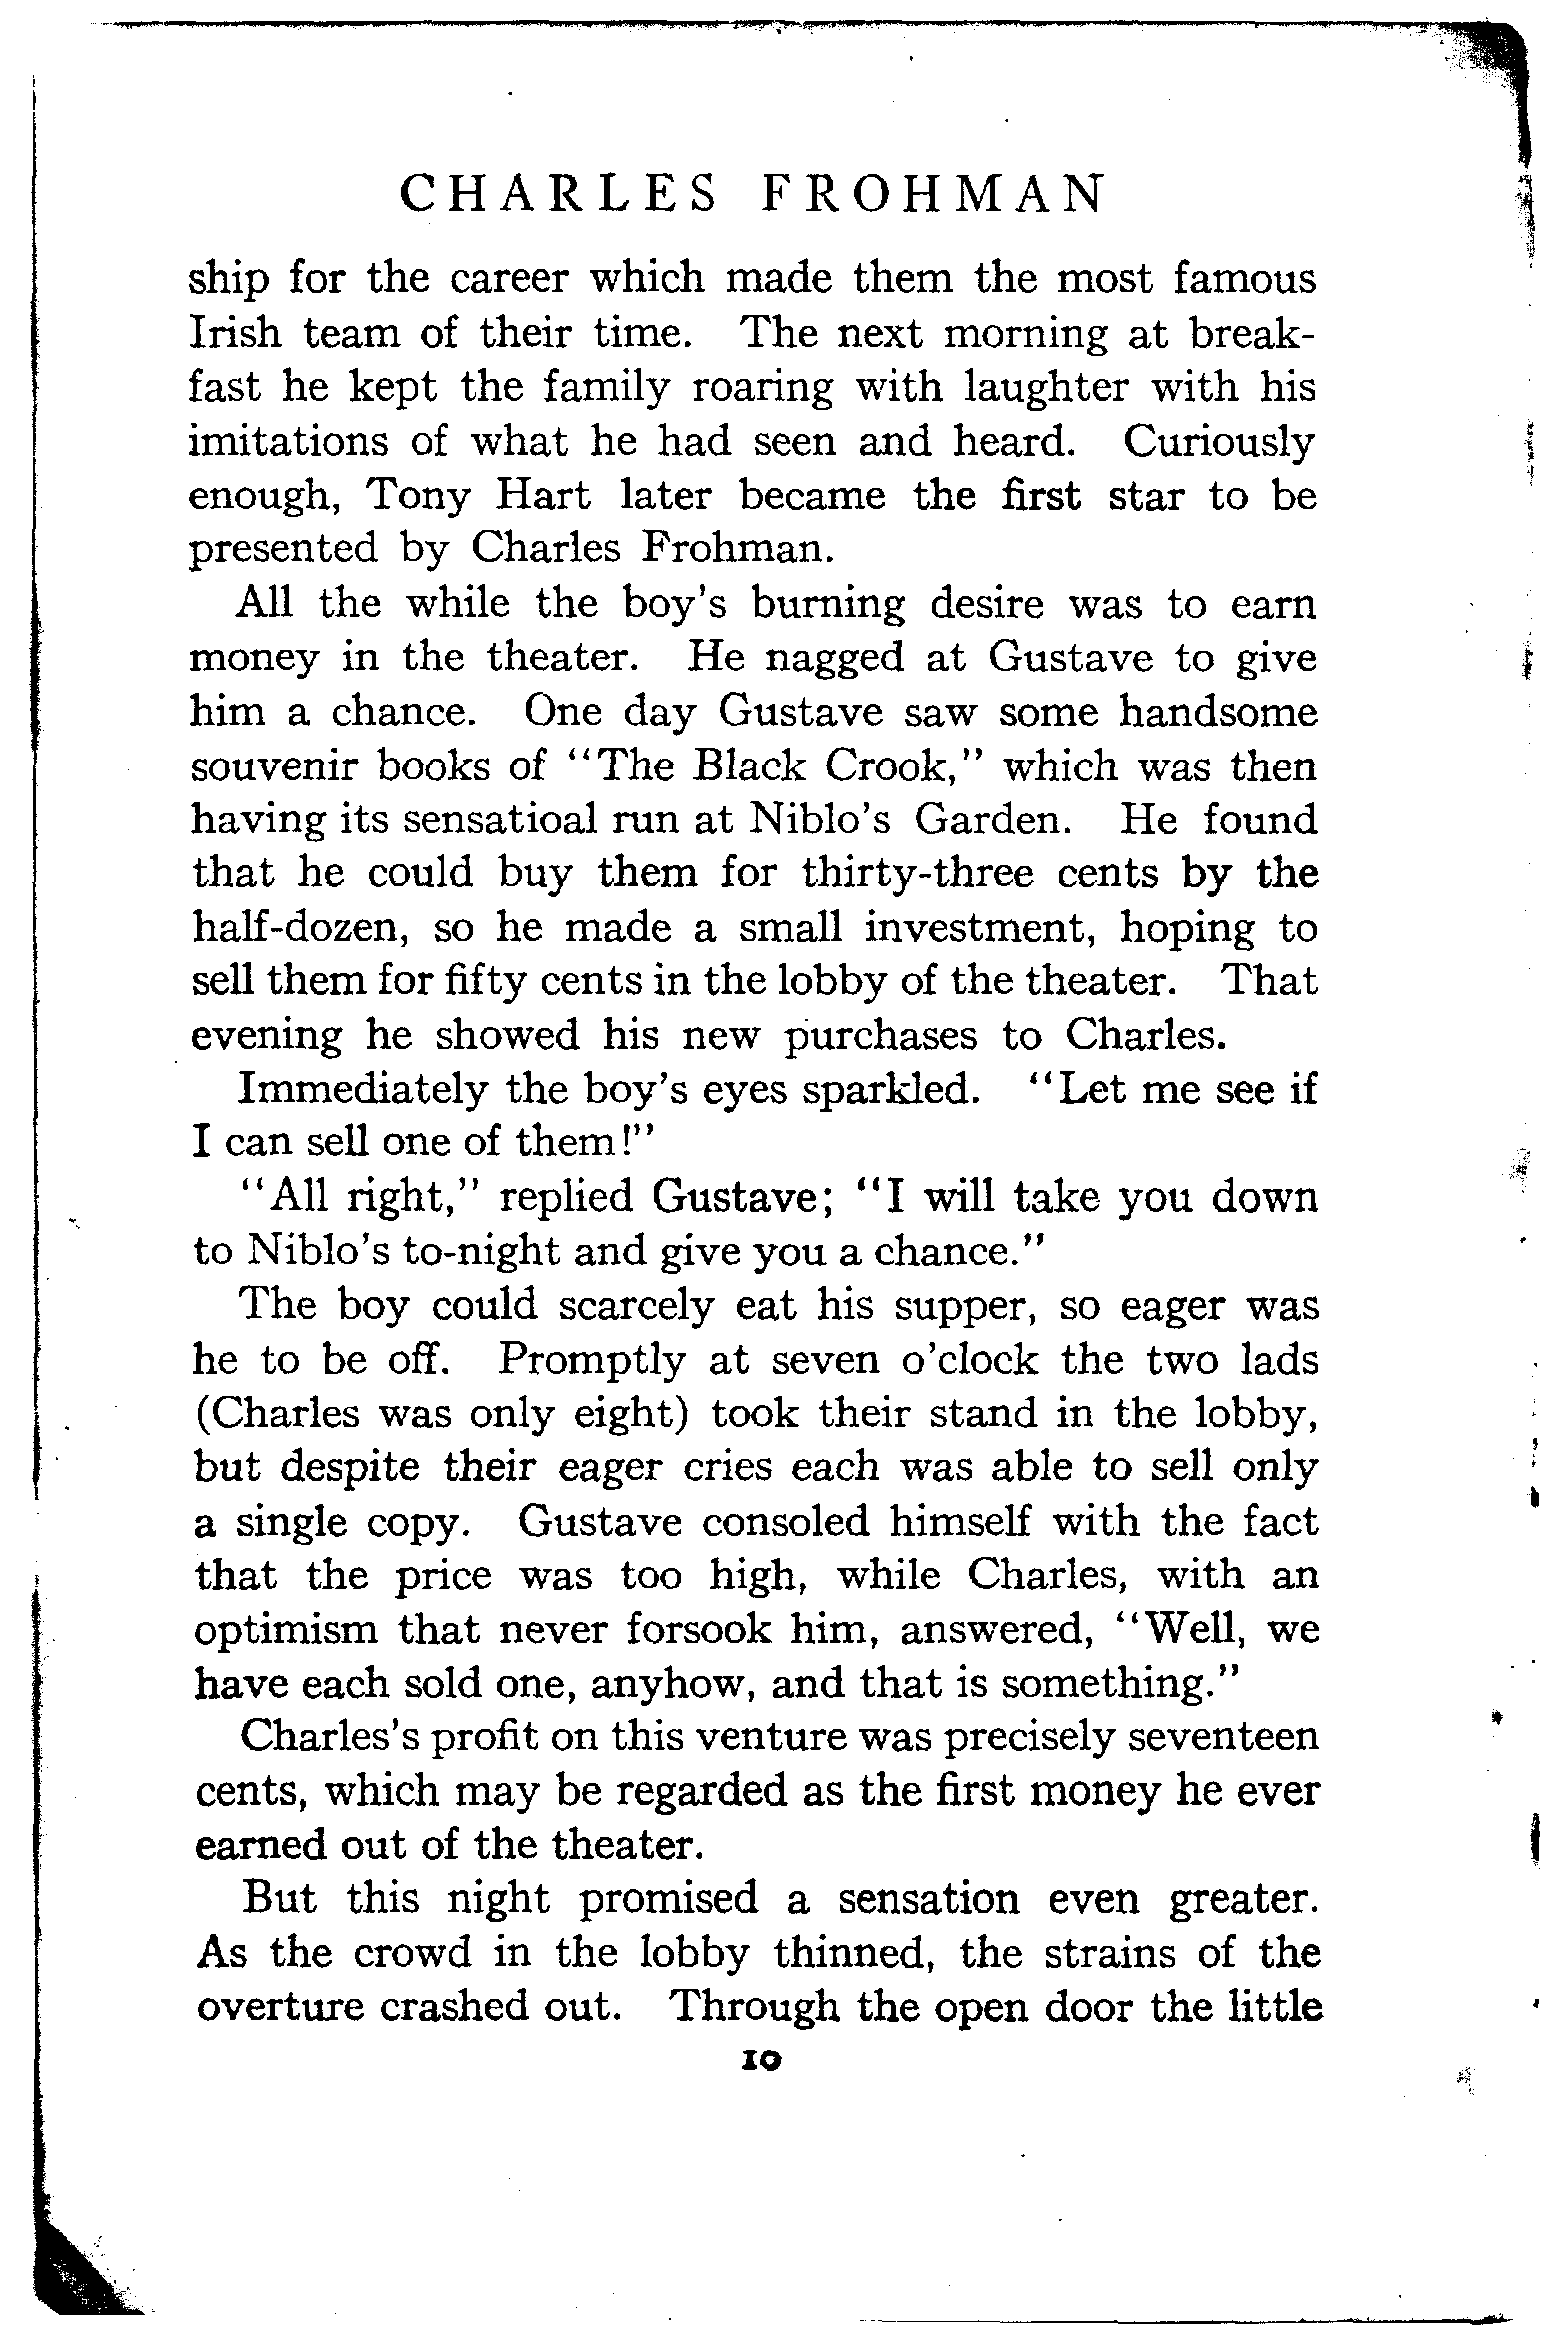 CHARLES FROHMAN
ship for the career which made them the most famous
Irish team of their time. The next morning at break-
fast he kept the family roaring with laughter with his
imitations of what he had seen and heard. Curiously
enough, Tony Hart later became the first star to be
presented by Charles Frohman.
All the while the boy's burning desire was to earn
money in the theater. He nagged at Gustave to give
him a chance. One day Gustave saw some handsome
souvenir books of "The Black Crook," which was then
having its sensatioal run at Niblo's Garden. He found
that he could buy them for thirty-three cents by the
half-dozen, so he made a small investment, hoping to
sell them for fifty cents in the lobby of the theater. That
evening he showed his new purchases to Charles.
Immediately the boy's eyes sparkled. "Let me see if
I can sell one of them!"
"All right," replied Gustave; "I will take you down
to Niblo's to-night and give you a chance."
The boy could scarcely eat his supper, so eager was
he to be off. Promptly at seven o'clock the two lads
(Charles was only eight) took their stand in the lobby,
but despite their eager cries each was able to sell only
a single copy. Gustave consoled himself with the fact
that the price was too high, while Charles, with an
optimism that never forsook him, answered, "Well, we
have each sold one, anyhow, and that is something."
Charles's profit on this venture was precisely seventeen
cents, which may be regarded as the first money he ever
earned out of the theater.
But this night promised a sensation even greater.
As the crowd in the lobby thinned, the strains of the
overture crashed out. Through the open door the little
10